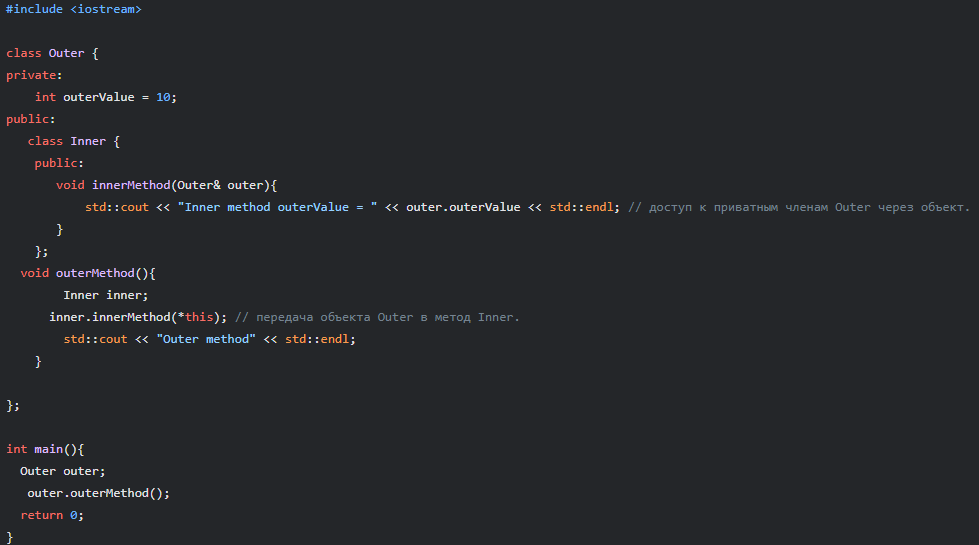 #include <iostream>

class Outer {
private:
    int outerValue = 10;
public:
   class Inner {
    public:
       void innerMethod(Outer& outer){
           std::cout << "Inner method outerValue = " << outer.outerValue << std::endl; // доступ к приватным членам Outer через объект.
       }
    };
  void outerMethod(){
        Inner inner;
      inner.innerMethod(*this); // передача объекта Outer в метод Inner.
        std::cout << "Outer method" << std::endl;
    }

};

int main(){
  Outer outer;
   outer.outerMethod();
  return 0;
}